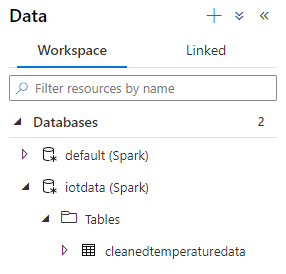 Data
Workspace Linked
Filter resources by name
Databases 2
default (Spark)
iotdata (Spark)
Tables
cleanedtemperaturedata